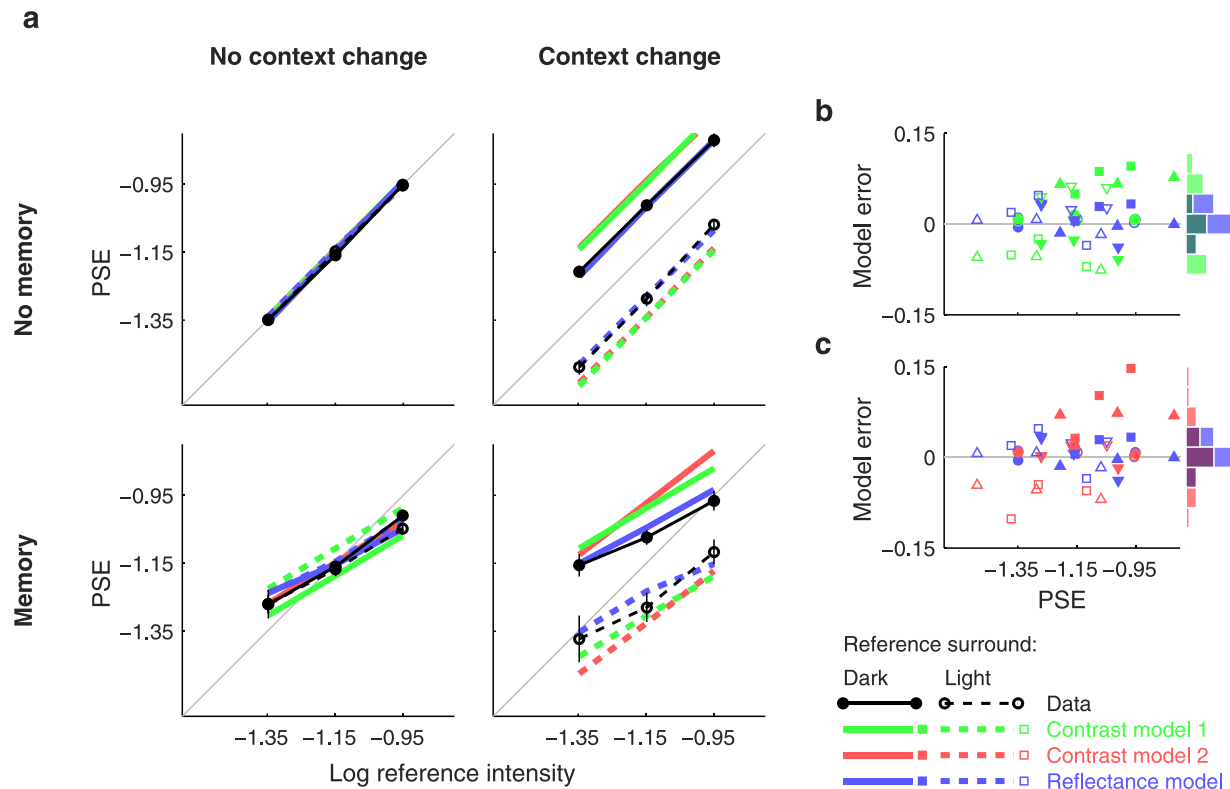 a
No context change
Context change
No memory
PSE
−0.95
−1.15
−1.35
Memory
PSE
−0.95
−1.15
−1.35
−1.35 −1.15 −0.95
−1.35 −1.15 −0.95
Log reference intensity
b
Model error
0.15
0
−0.15
c
Model error
0.15
0
−0.15
−1.35 −1.15 −0.95
PSE
Reference surround:
Dark Light
Data
Contrast model 1
Contrast model 2
Reflectance model